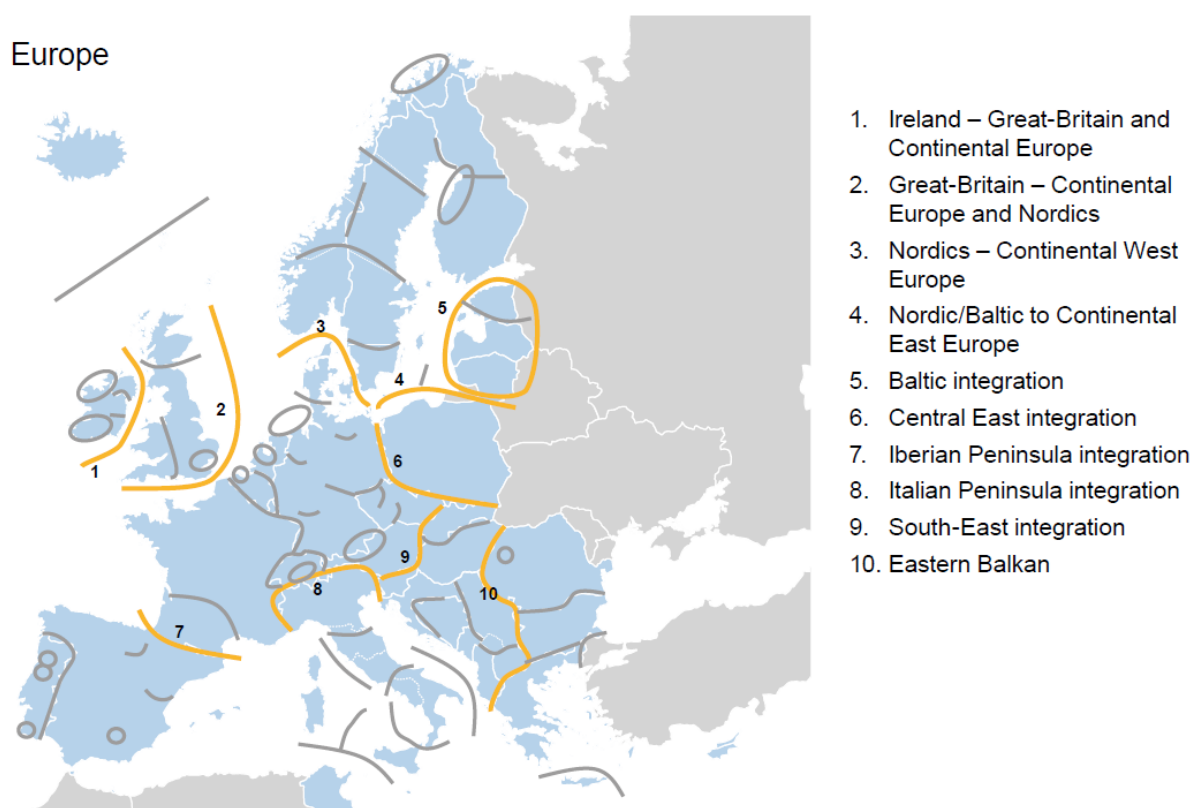 Europe
1. Ireland – Great-Britain and
Continental Europe
2. Great-Britain – Continental
Europe and Nordics
3. Nordics – Continental West
Europe
4. Nordic/Baltic to Continental
East Europe
5. Baltic integration
6. Central East integration
7. Iberian Peninsula integration
8. Italian Peninsula integration
9. South-East integration
10. Eastern Balkan
5
3
4
2
6
1
9
8
10
7